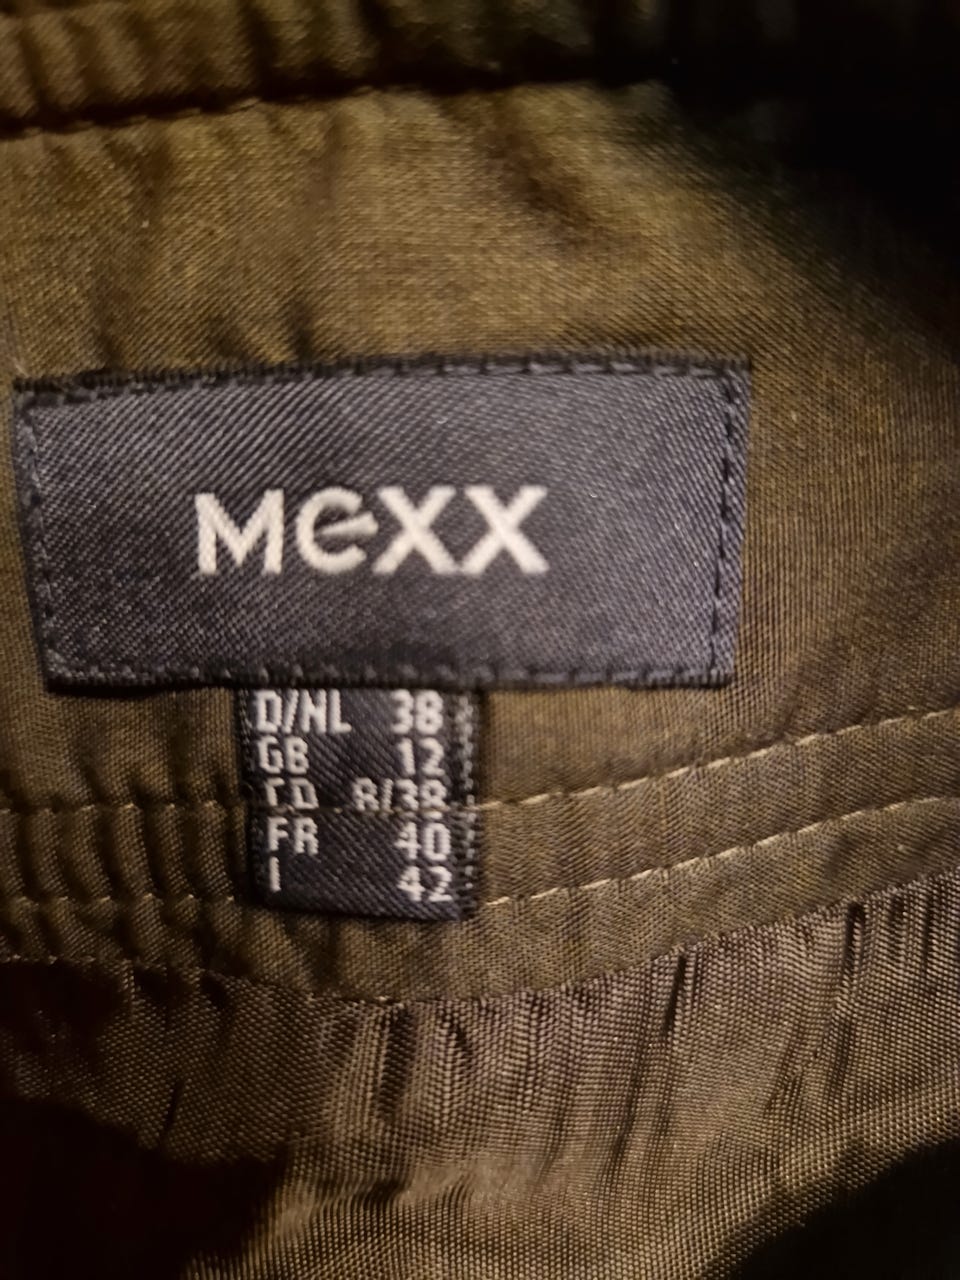 Mexx
D/NL 38
GB 12
FR 40
I 42